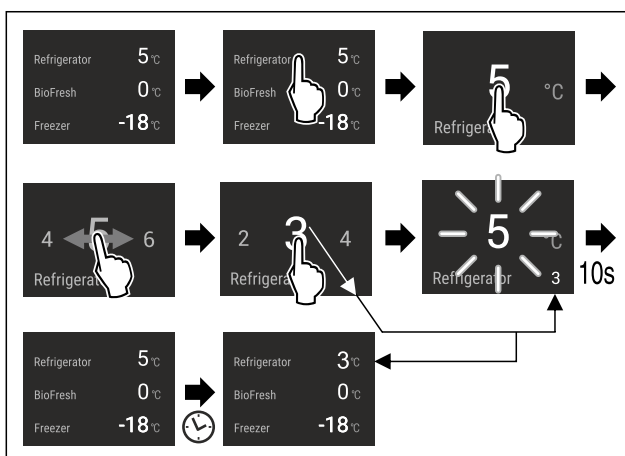 Refrigerator 5 °C
BioFresh 0 °C
Freezer -18 °C
Refrigerator 5 °C
BioFresh 0 °C
Freezer -18 °C
5 °C
Refrigera
4 5 6
Refrigerat
2 3 4
Refrigera
5 °C
Refrigerator 3
10s
Refrigerator 5 °C
BioFresh 0 °C
Freezer -18 °C
Refrigerator 3 °C
BioFresh 0 °C
Freezer -18 °C